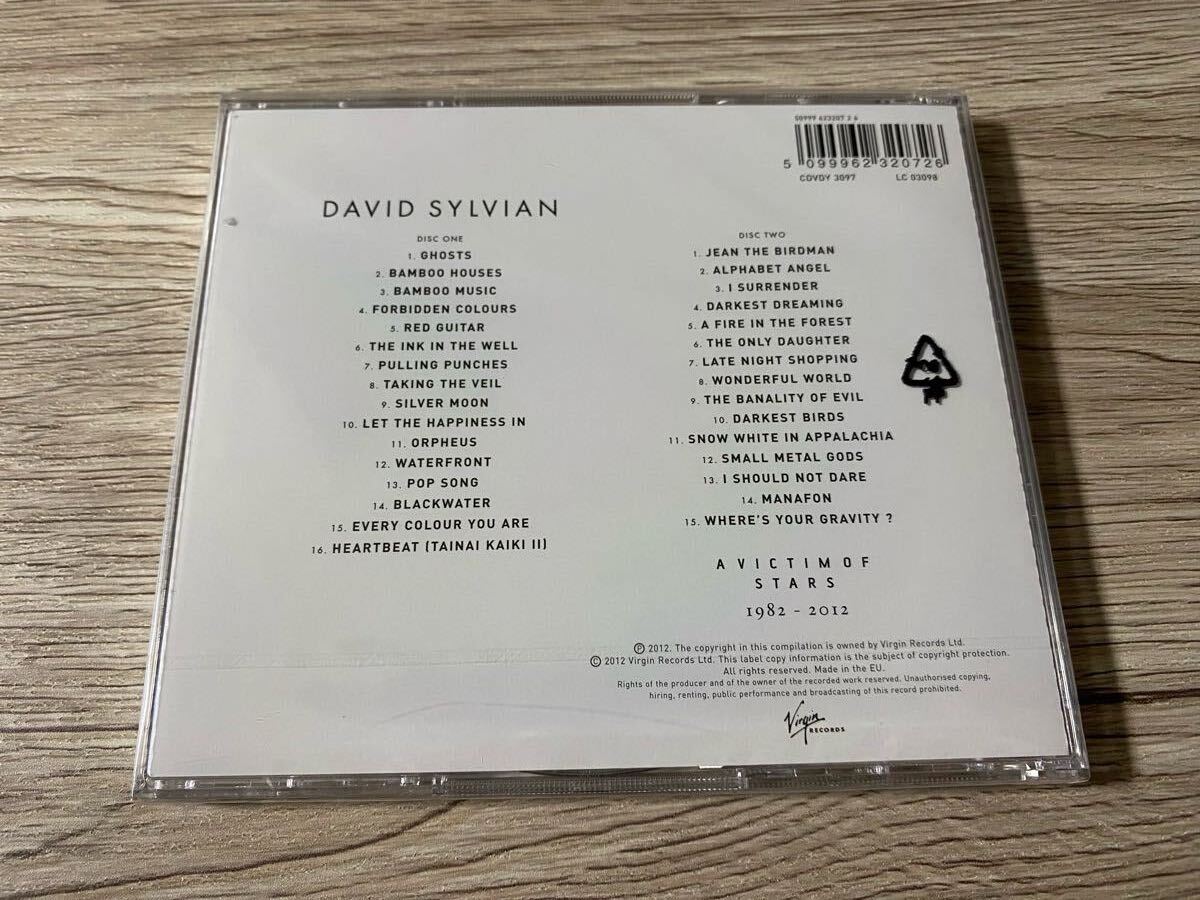 50999 623207 2 6
5 099962 320726
CDVDY 3097 LC 03098
DAVID SYLVIAN
DISC ONE
1. GHOSTS
2. BAMBOO HOUSES
3. BAMBOO MUSIC
4. FORBIDDEN COLOURS
5. RED GUITAR
6. THE INK IN THE WELL
7. PULLING PUNCHES
8. TAKING THE VEIL
9. SILVER MOON
10. LET THE HAPPINESS IN
11. ORPHEUS
12. WATERFRONT
13. POP SONG
14. BLACKWATER
15. EVERY COLOUR YOU ARE
16. HEARTBEAT (TAINAI KAIKI II)
DISC TWO
1. JEAN THE BIRDMAN
2. ALPHABET ANGEL
3. I SURRENDER
4. DARKEST DREAMING
5. A FIRE IN THE FOREST
6. THE ONLY DAUGHTER
7. LATE NIGHT SHOPPING
8. WONDERFUL WORLD
9. THE BANALITY OF EVIL
10. DARKEST BIRDS
11. SNOW WHITE IN APPALACHIA
12. SMALL METAL GODS
13. I SHOULD NOT DARE
14. MANAFON
15. WHERE'S YOUR GRAVITY ?
A VICTIM OF
STARS
1982 - 2012
℗ 2012. The copyright in this compilation is owned by Virgin Records Ltd.
© 2012 Virgin Records Ltd. This label copy information is the subject of copyright protection.
All rights reserved. Made in the EU.
Rights of the producer and of the owner of the recorded work reserved. Unauthorised copying,
hiring, renting, public performance and broadcasting of this record prohibited.
Virgin
RECORDS